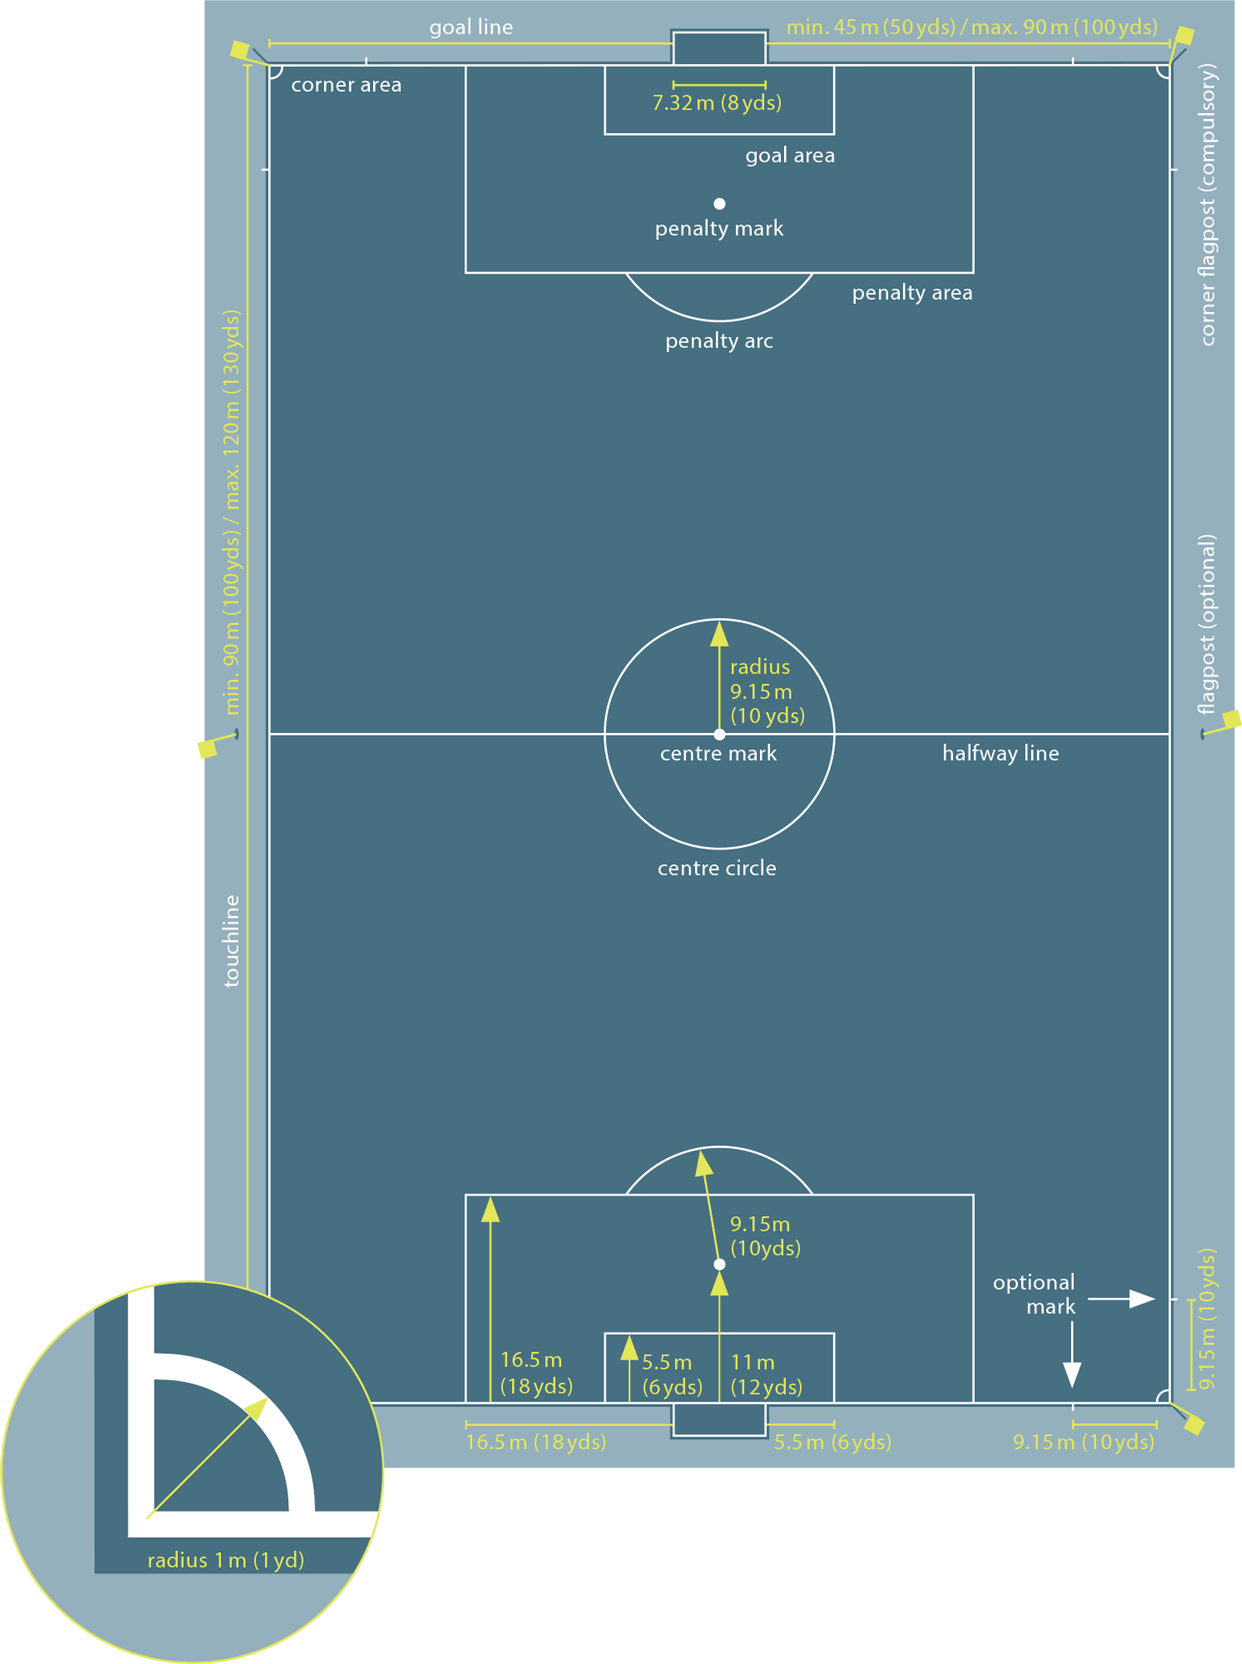 goal line
min. 45 m (50 yds) / max. 90 m (100 yds)
corner area
7.32 m (8 yds)
goal area
penalty mark
penalty area
penalty arc
corner flagpost (compulsory)
min. 90 m (100 yds) / max. 120 m (130 yds)
flagpost (optional)
radius
9.15 m
(10 yds)
centre mark
halfway line
centre circle
touchline
9.15m
(10yds)
optional
mark
9.15 m (10 yds)
16.5 m
(18 yds)
5.5 m
(6 yds)
11 m
(12 yds)
16.5 m (18 yds)
5.5 m (6 yds)
9.15 m (10 yds)
radius 1 m (1 yd)